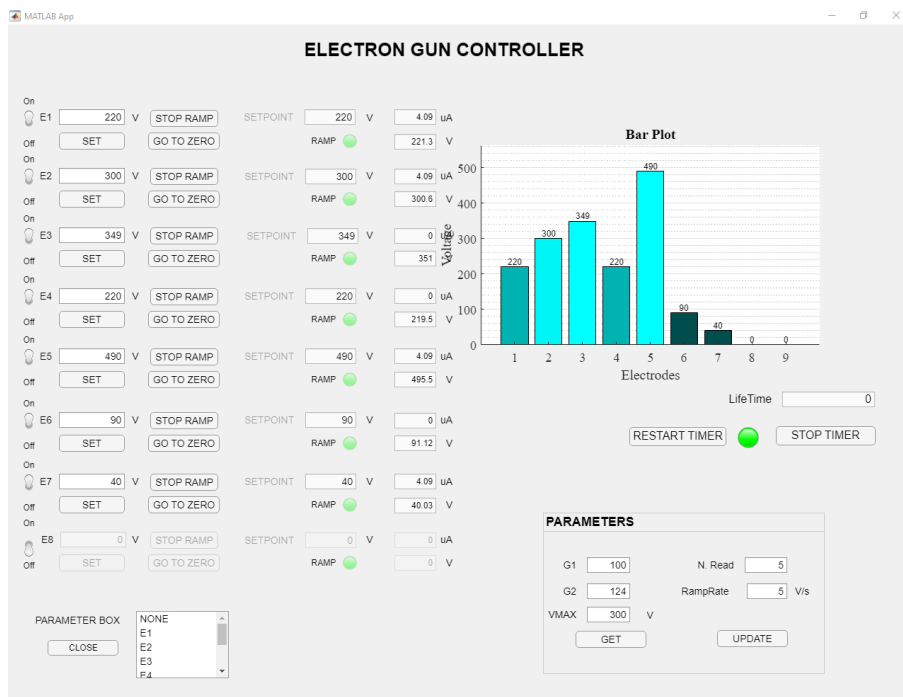 MATLAB App
ELECTRON GUN CONTROLLER
On
E1 220 V STOP RAMP SETPOINT 220 V 4.09 uA
Off SET GO TO ZERO RAMP 221.3 V
On
E2 300 V STOP RAMP SETPOINT 300 V 4.09 uA
Off SET GO TO ZERO RAMP 300.6 V
On
E3 349 V STOP RAMP SETPOINT 349 V 0 uA
Off SET GO TO ZERO RAMP 351 V
On
E4 220 V STOP RAMP SETPOINT 220 V 0 uA
Off SET GO TO ZERO RAMP 219.5 V
On
E5 490 V STOP RAMP SETPOINT 490 V 4.09 uA
Off SET GO TO ZERO RAMP 495.5 V
On
E6 90 V STOP RAMP SETPOINT 90 V 0 uA
Off SET GO TO ZERO RAMP 91.12 V
On
E7 40 V STOP RAMP SETPOINT 40 V 4.09 uA
Off SET GO TO ZERO RAMP 40.03 V
On
E8 0 V STOP RAMP SETPOINT 0 V 0 uA
Off SET GO TO ZERO RAMP 0 V
PARAMETER BOX
CLOSE
NONE
E1
E2
E3
E4
Bar Plot
Voltage
500
400
300
200
100
0
220 300 349 220 490 90 40 0 0
1 2 3 4 5 6 7 8 9
Electrodes
LifeTime 0
RESTART TIMER STOP TIMER
PARAMETERS
G1 100 N. Read 5
G2 124 RampRate 5 V/s
VMAX 300 V
GET UPDATE